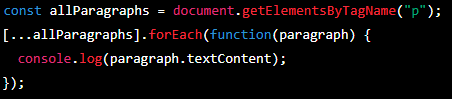 const allParagraphs = document.getElementsByTagName("p");
[...allParagraphs].forEach(function(paragraph) {
  console.log(paragraph.textContent);
});